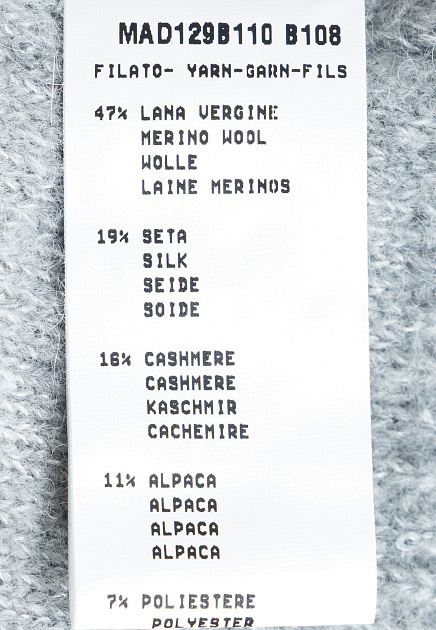 MAD129B110 B108
FILATO- YARN-GARN-FILS
47% LANA VERGINE
MERINO WOOL
WOLLE
LAINE MERINOS
19% SETA
SILK
SEIDE
SOIDE
16% CASHMERE
CASHMERE
KASCHMIR
CACHEMIRE
11% ALPACA
ALPACA
ALPACA
ALPACA
7% POLIESTERE
POLYESTER